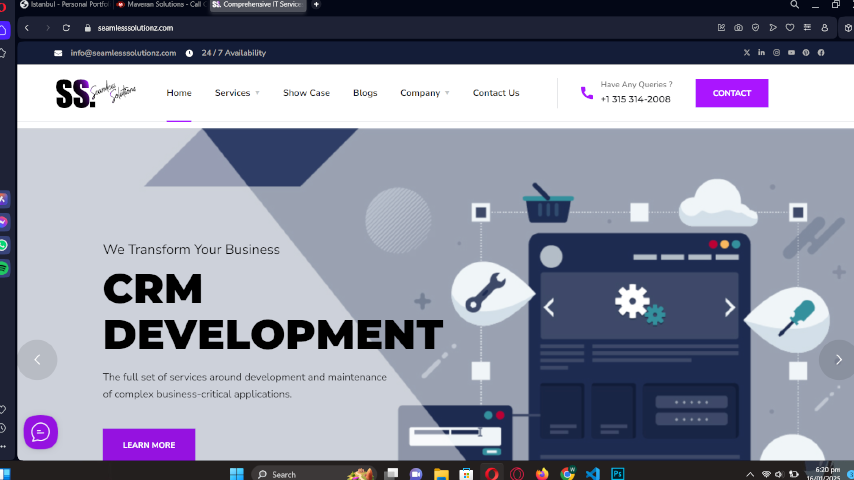 Istanbul - Personal Portfo
Maverian Solutions - Call C
SS. Comprehensive IT Service
seamlesssolutionz.com
info@seamlesssolutionz.com
24 / 7 Availability
SS. Seamless Solutions
Home
Services
Show Case
Blogs
Company
Contact Us
Have Any Queries ?
+1 315 314-2008
CONTACT
We Transform Your Business
CRM
DEVELOPMENT
The full set of services around development and maintenance
of complex business-critical applications.
LEARN MORE
Search
6:20 pm
16/01/2025